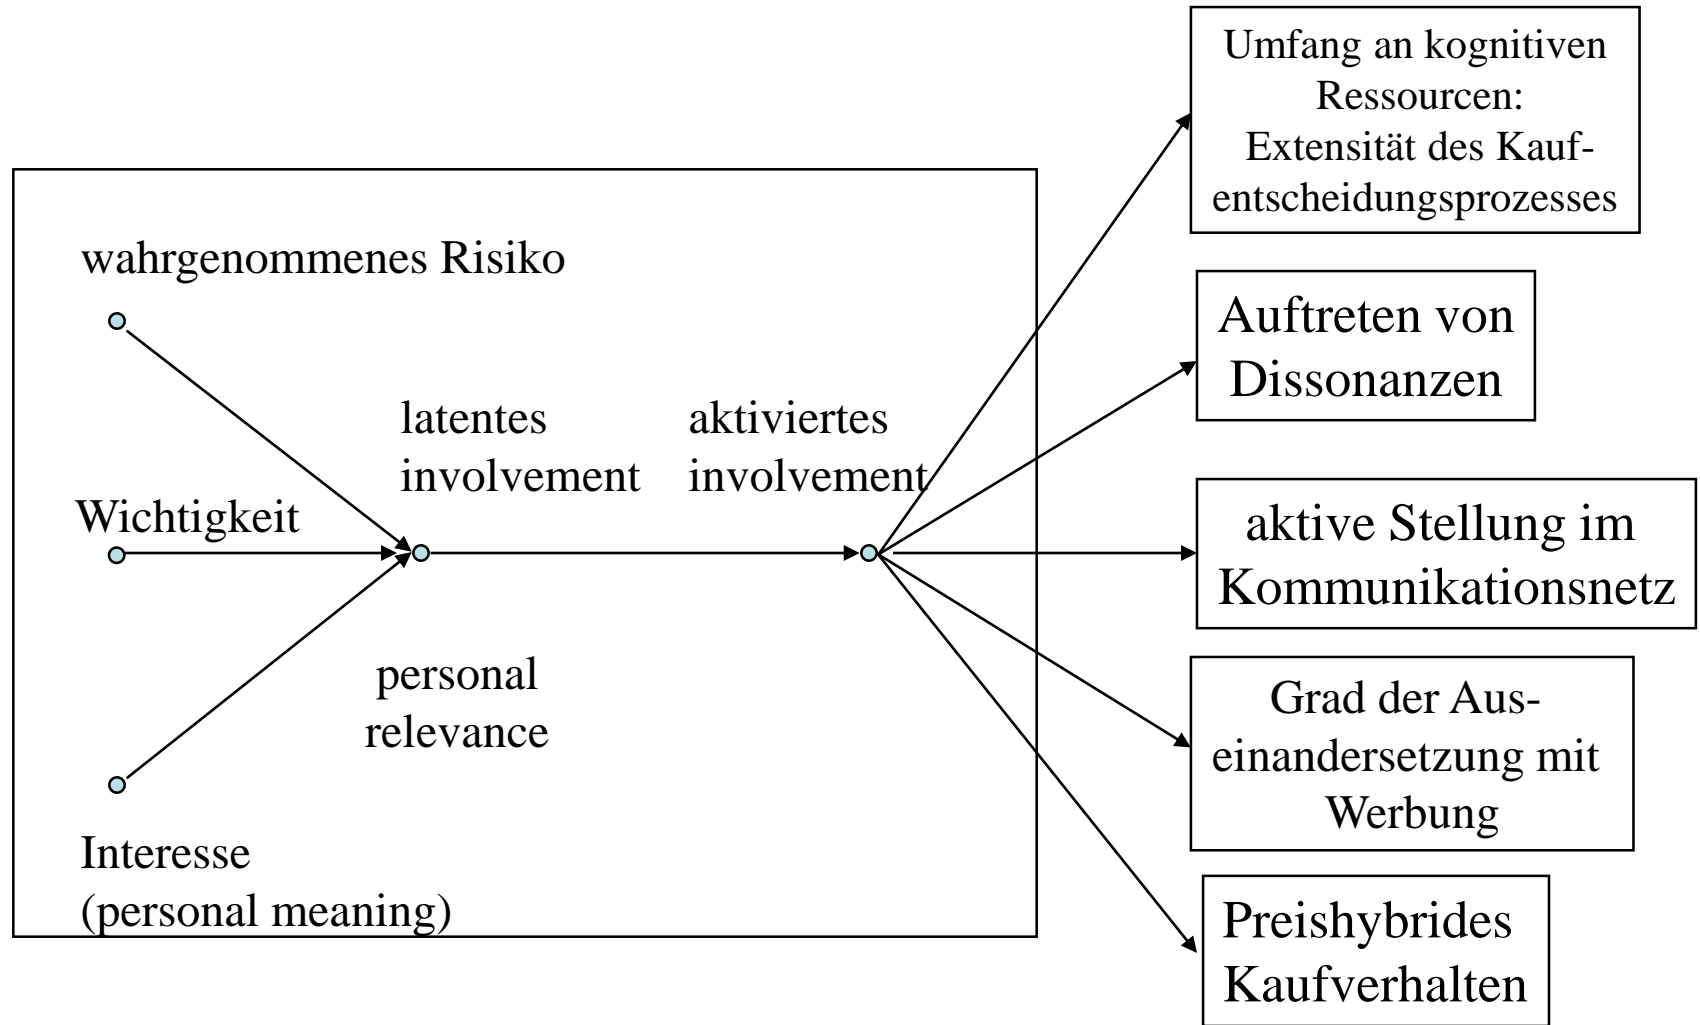 Umfang an kognitiven
Ressourcen:
Extensität des Kauf-
entscheidungsprozesses
wahrgenommenes Risiko
Auftreten von
Dissonanzen
latentes
involvement
aktiviertes
involvement
Wichtigkeit
aktive Stellung im
Kommunikationsnetz
personal
relevance
Grad der Aus-
einandersetzung mit
Werbung
Interesse
(personal meaning)
Preishybrides
Kaufverhalten